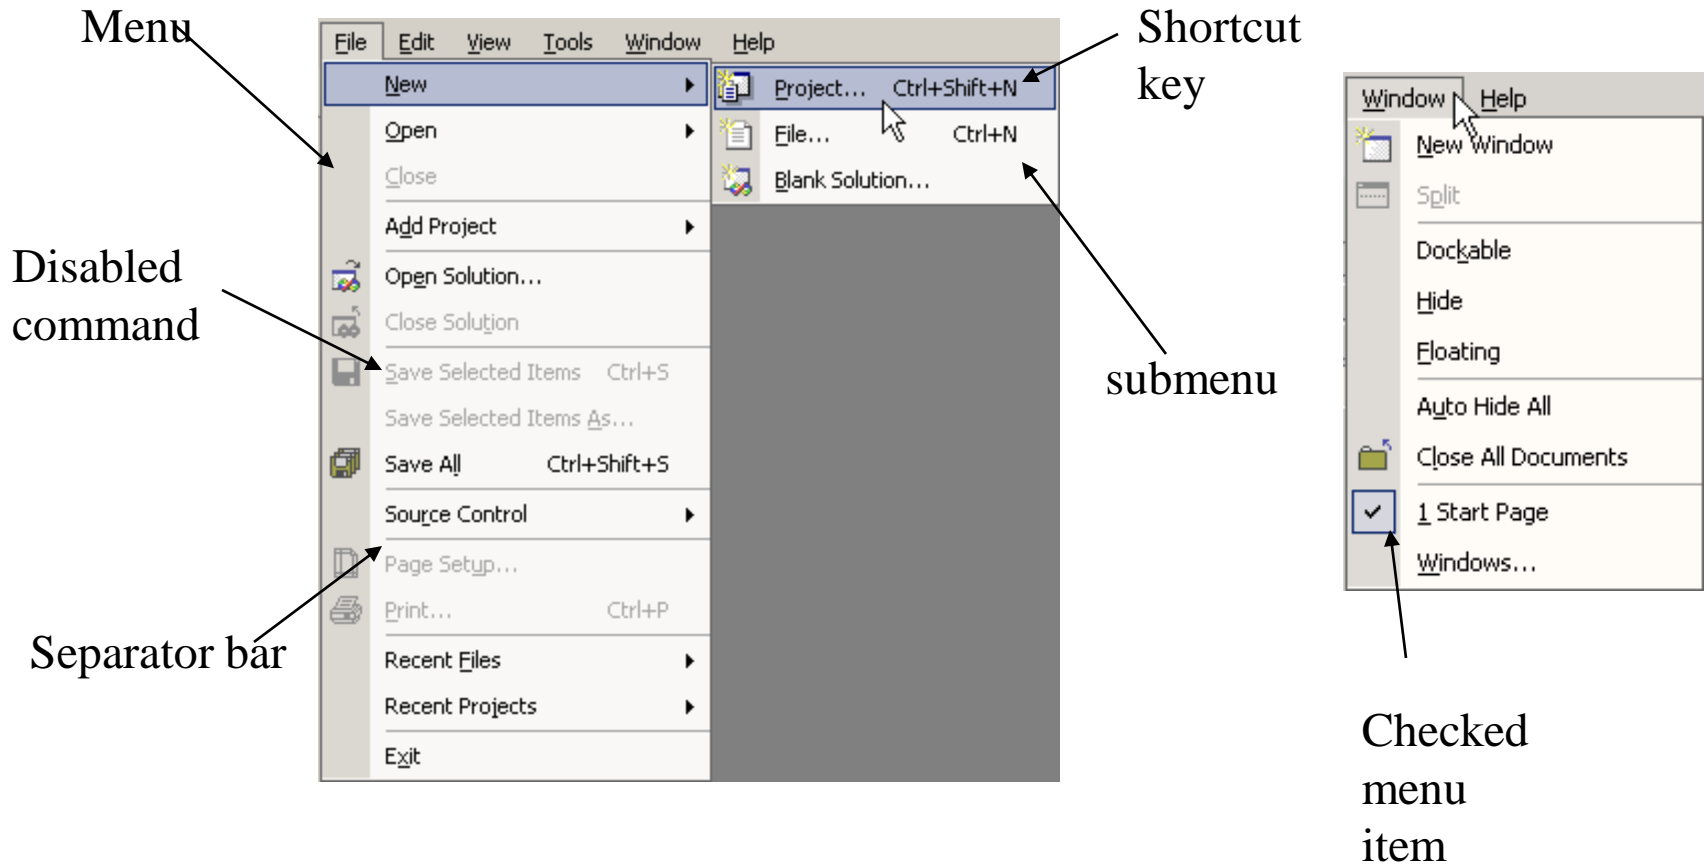 Menu
File Edit View Tools Window Help
New
Open
Close
Add Project
Open Solution...
Close Solution
Save Selected Items Ctrl+S
Save Selected Items As...
Save All Ctrl+Shift+S
Source Control
Page Setup...
Print... Ctrl+P
Recent Files
Recent Projects
Exit
Project... Ctrl+Shift+N
File... Ctrl+N
Blank Solution...
Shortcut
key
submenu
Disabled
command
Separator bar
Window Help
New Window
Split
Dockable
Hide
Floating
Auto Hide All
Close All Documents
1 Start Page
Windows...
Checked
menu
item